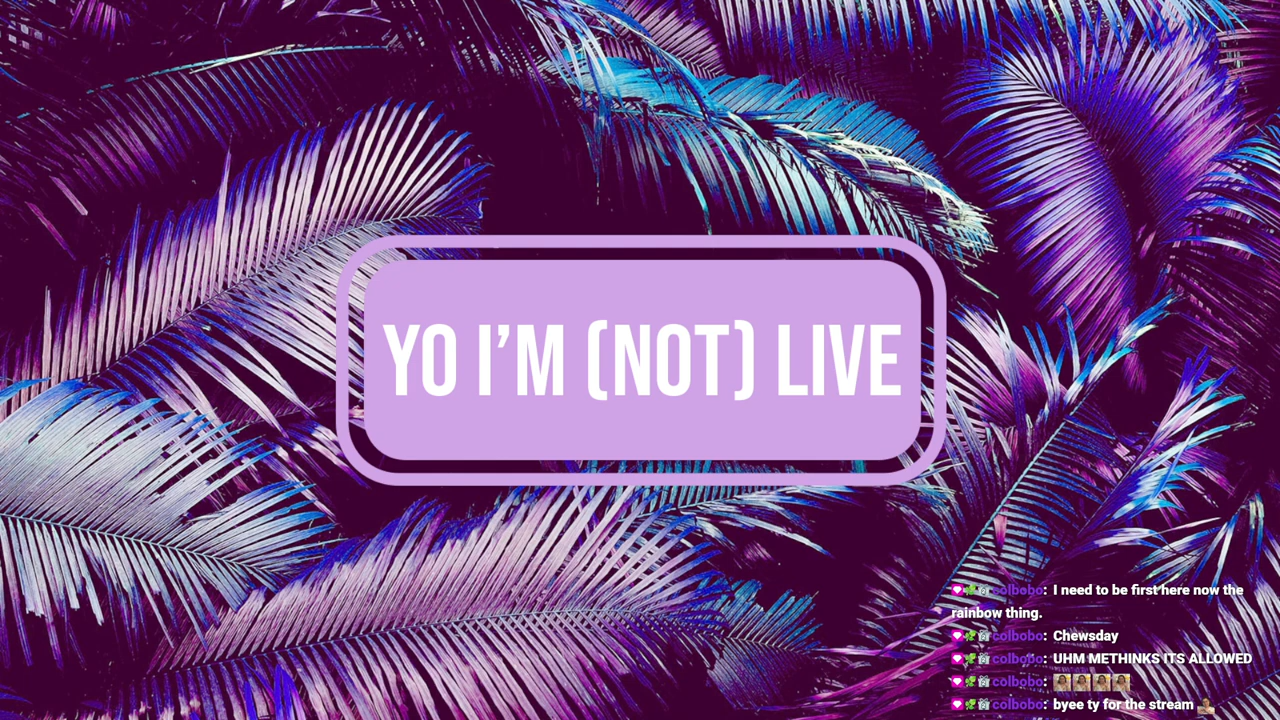 YO I'M (NOT) LIVE
colbobo: I need to be first here now the
rainbow thing.
colbobo: Chewsday
colbobo: UHM METHINKS ITS ALLOWED
colbobo:
colbobo: byee ty for the stream